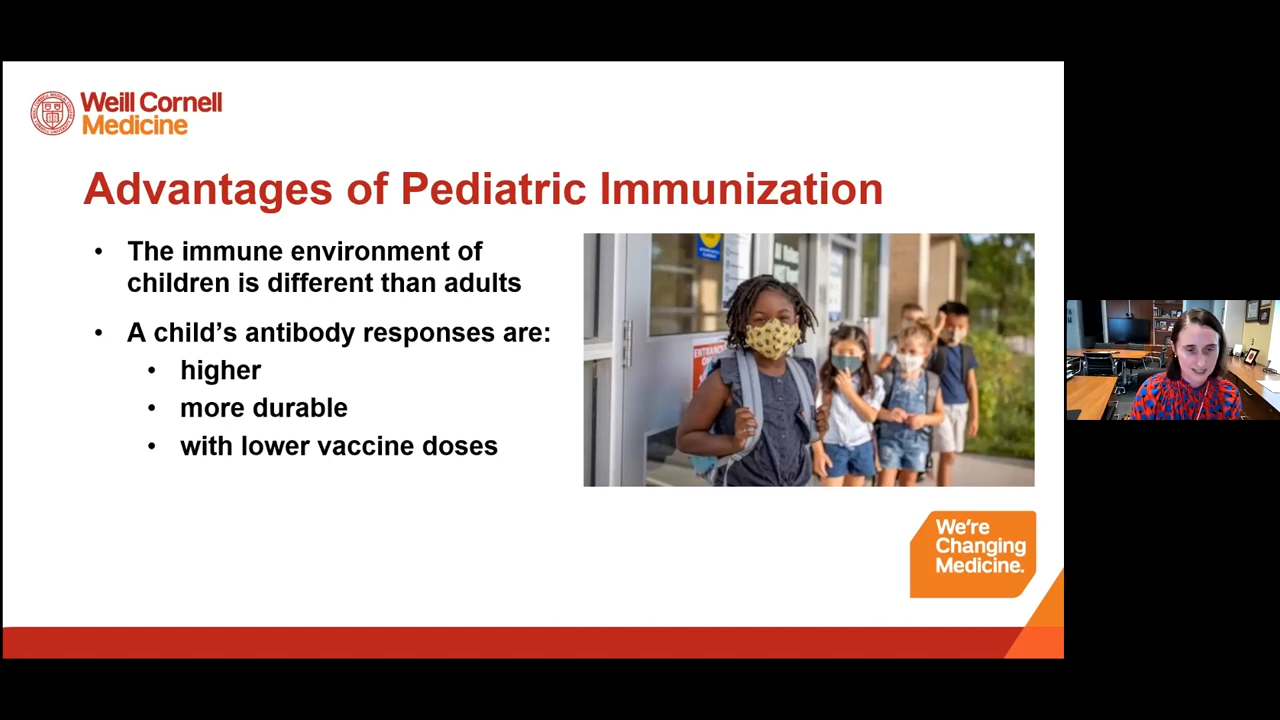 Weill Cornell
Medicine
Advantages of Pediatric Immunization
• The immune environment of
children is different than adults
• A child's antibody responses are:
• higher
• more durable
• with lower vaccine doses
ENTRANCE
We're
Changing
Medicine.